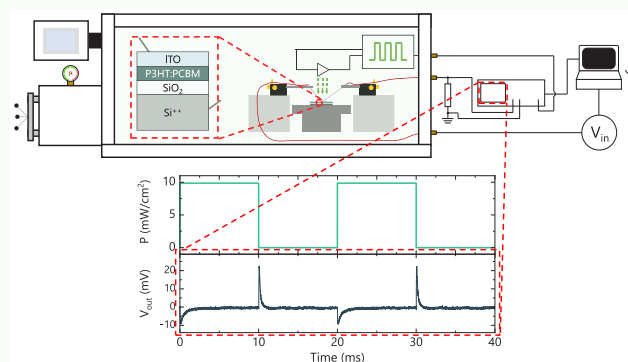 ITO
P3HT:PCBM
SiO₂
Si⁺⁺
R
V_in
P (mW/cm²)
10
5
0
V_out (mV)
20
10
0
-10
0
10
20
30
40
Time (ms)